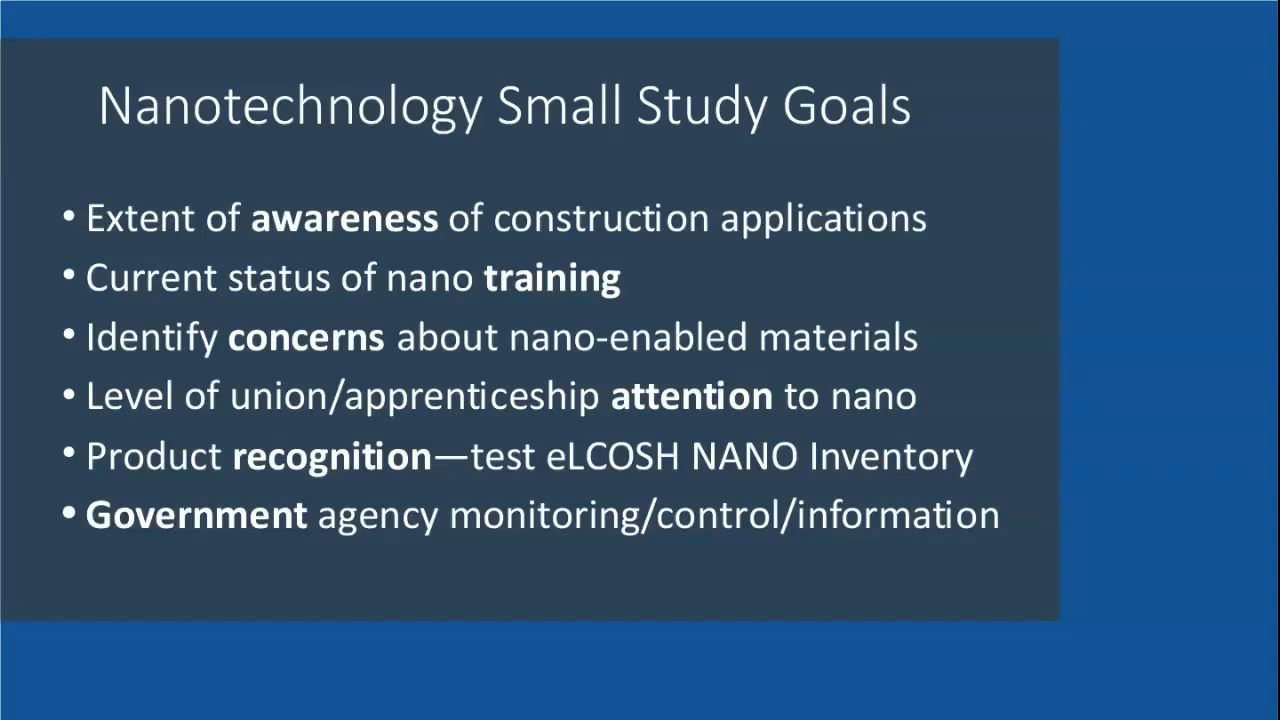 Nanotechnology Small Study Goals
• Extent of awareness of construction applications
• Current status of nano training
• Identify concerns about nano-enabled materials
• Level of union/apprenticeship attention to nano
• Product recognition—test eLCOSH NANO Inventory
• Government agency monitoring/control/information